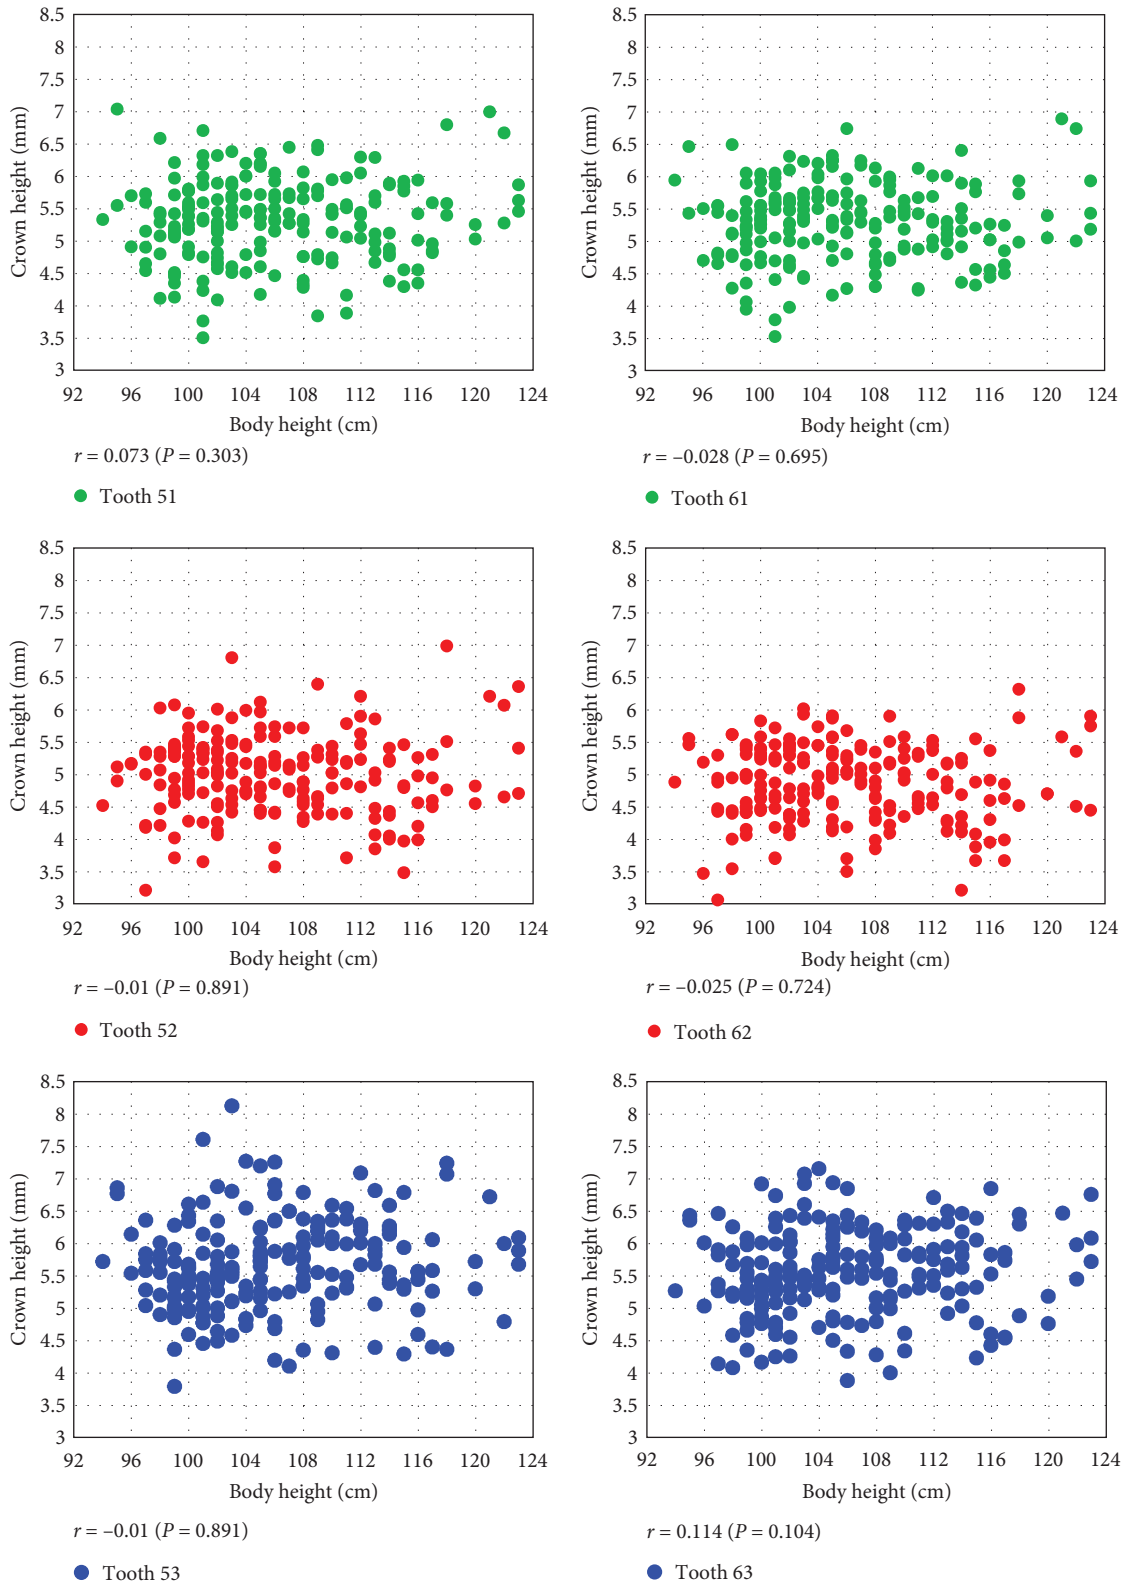 8.5
8
7.5
7
6.5
6
5.5
5
4.5
4
3.5
3
Crown height (mm)
92 96 100 104 108 112 116 120 124
Body height (cm)
r = 0.073 (P = 0.303)
Tooth 51
8.5
8
7.5
7
6.5
6
5.5
5
4.5
4
3.5
3
Crown height (mm)
92 96 100 104 108 112 116 120 124
Body height (cm)
r = –0.028 (P = 0.695)
Tooth 61
8.5
8
7.5
7
6.5
6
5.5
5
4.5
4
3.5
3
Crown height (mm)
92 96 100 104 108 112 116 120 124
Body height (cm)
r = –0.01 (P = 0.891)
Tooth 52
8.5
8
7.5
7
6.5
6
5.5
5
4.5
4
3.5
3
Crown height (mm)
92 96 100 104 108 112 116 120 124
Body height (cm)
r = –0.025 (P = 0.724)
Tooth 62
8.5
8
7.5
7
6.5
6
5.5
5
4.5
4
3.5
3
Crown height (mm)
92 96 100 104 108 112 116 120 124
Body height (cm)
r = –0.01 (P = 0.891)
Tooth 53
8.5
8
7.5
7
6.5
6
5.5
5
4.5
4
3.5
3
Crown height (mm)
92 96 100 104 108 112 116 120 124
Body height (cm)
r = 0.114 (P = 0.104)
Tooth 63